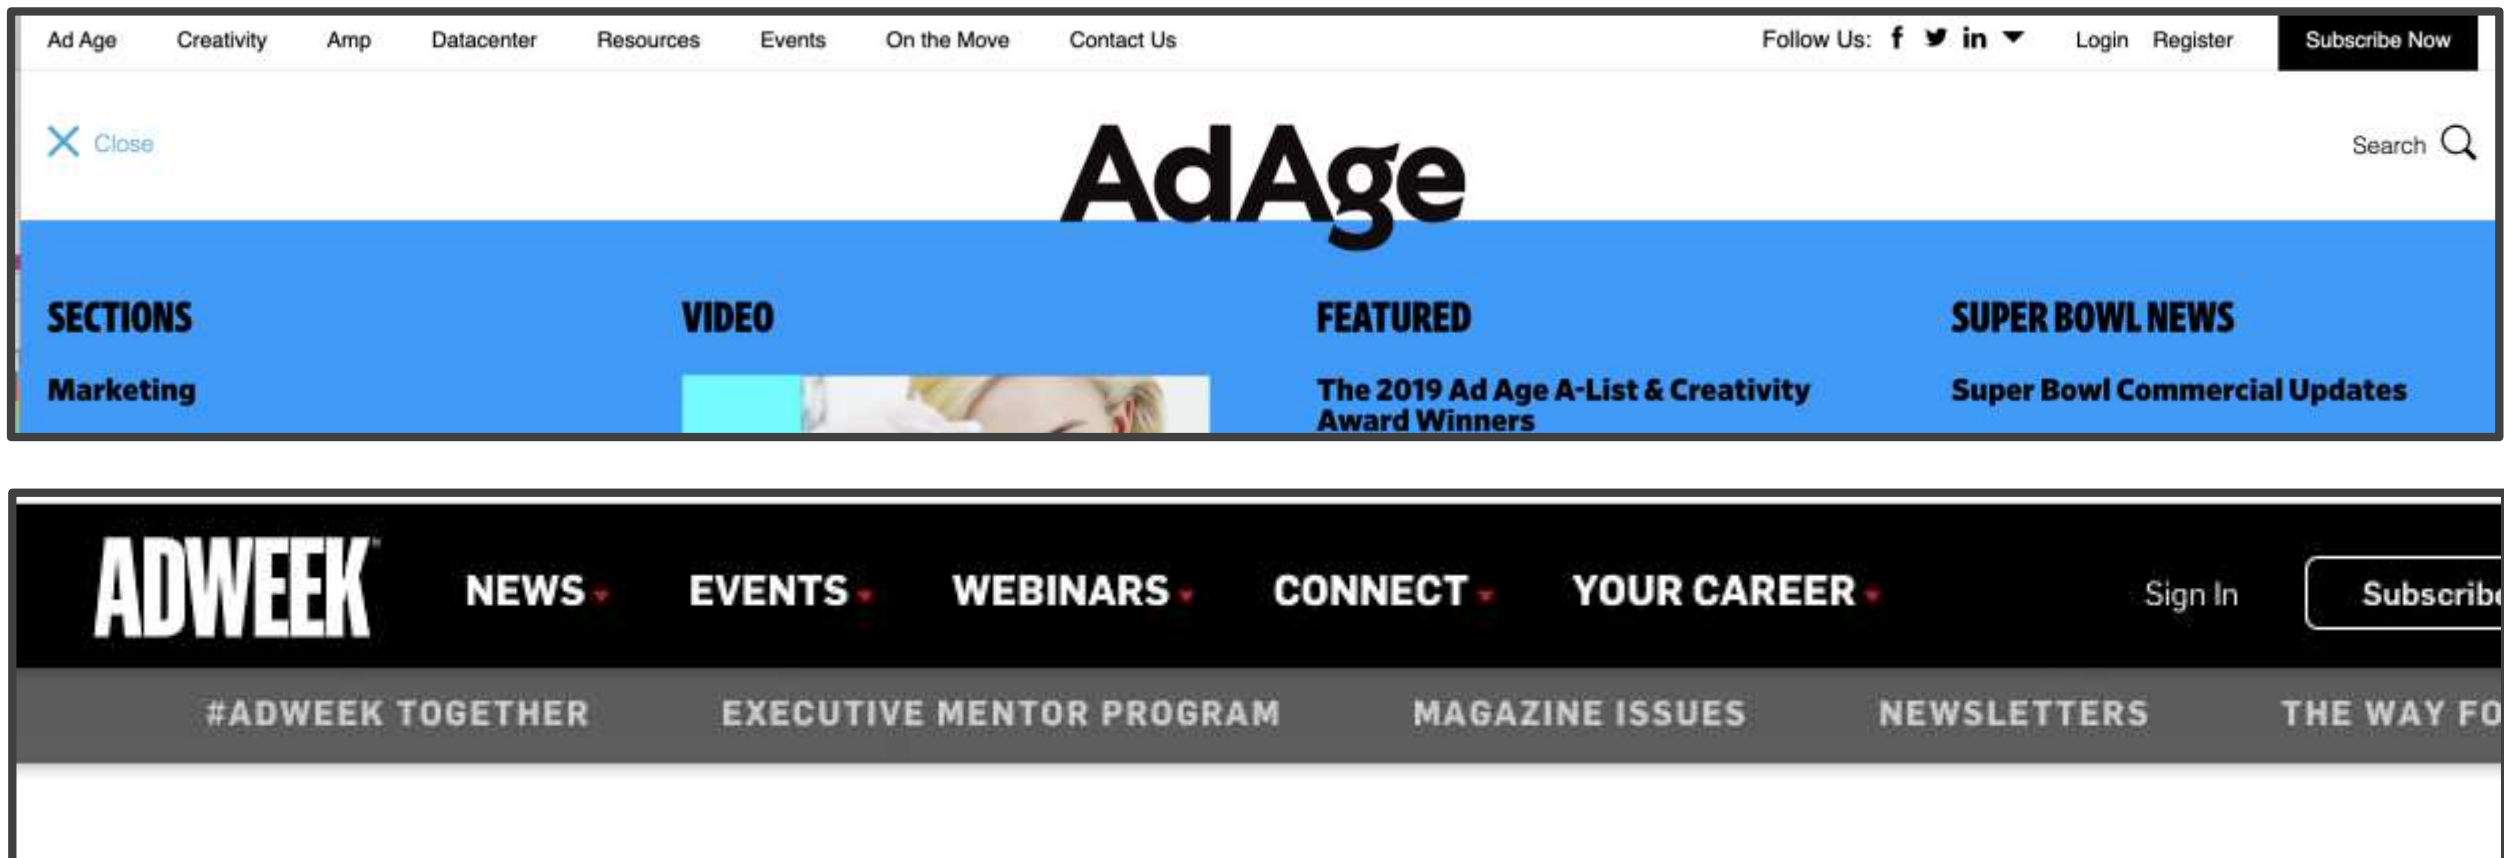 Ad Age Creativity Amp Datacenter Resources Events On the Move Contact Us Follow Us: Login Register Subscribe Now
Close AdAge Search
SECTIONS VIDEO FEATURED SUPER BOWL NEWS
Marketing The 2019 Ad Age A-List & Creativity Super Bowl Commercial Updates
Award Winners
ADWEEK NEWS EVENTS WEBINARS CONNECT YOUR CAREER Sign In
#ADWEEK TOGETHER EXECUTIVE MENTOR PROGRAM MAGAZINE ISSUES NEWSLETTERS THE WAY